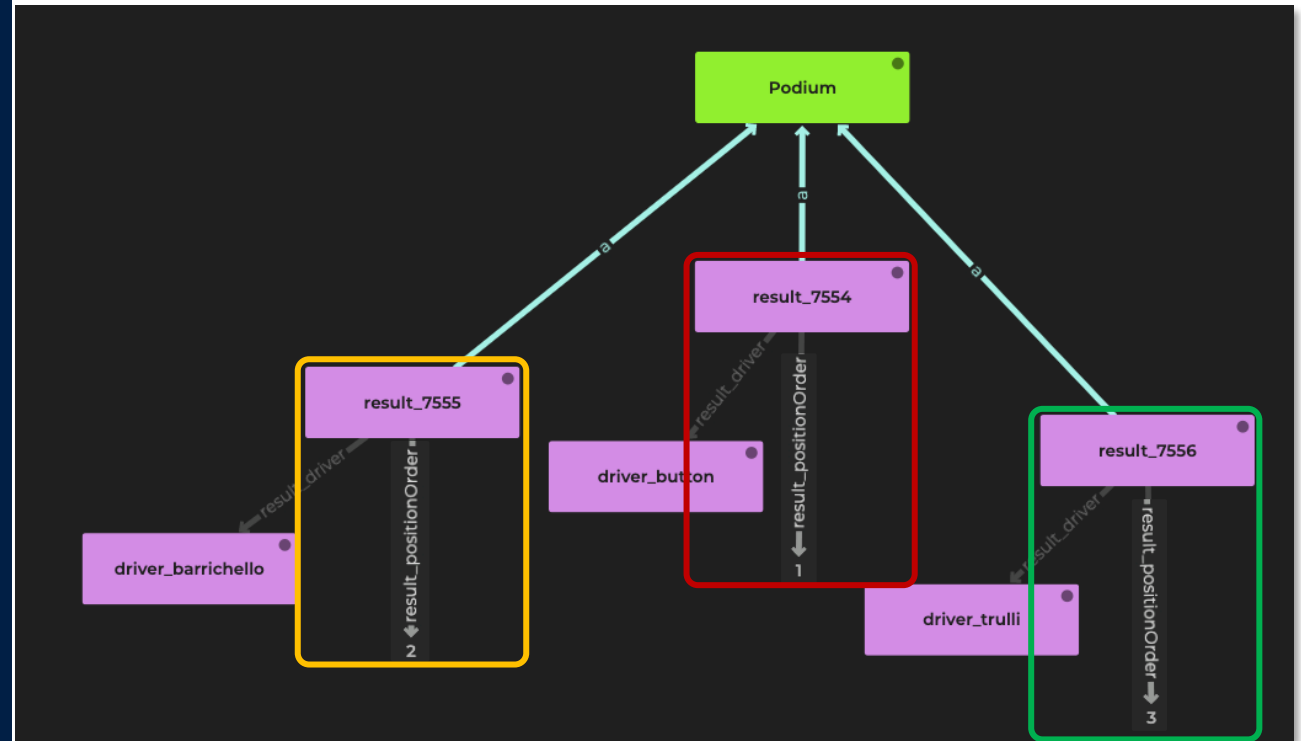 Podium
a
a
a
result_7554
result_driver
result_positionOrder
1
driver_button
result_7555
result_driver
result_positionOrder
2
driver_barrichello
result_7556
result_driver
result_positionOrder
3
driver_trulli